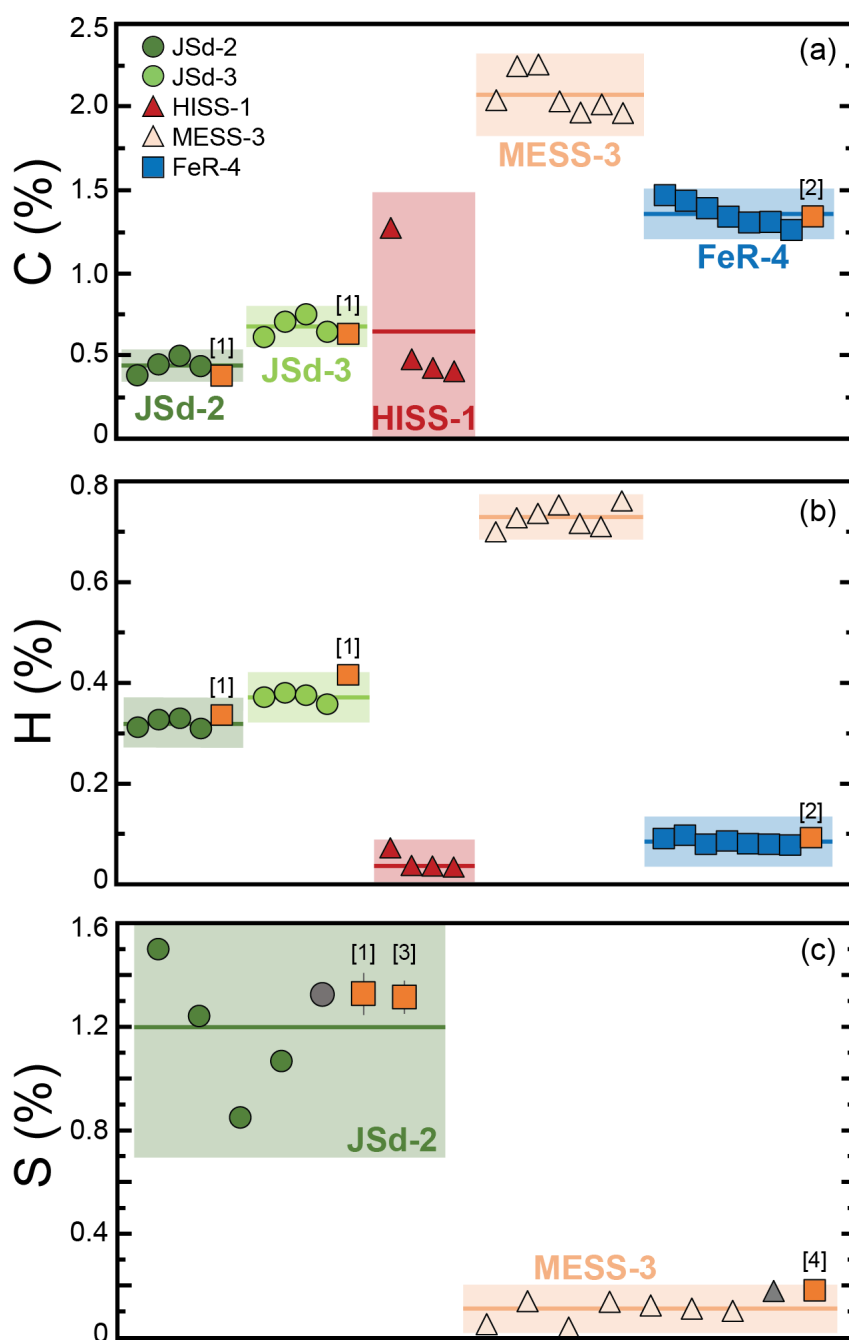 2.5
2.0
1.5
1.0
0.5
0
C (%)
(a)
JSd-2
JSd-3
HISS-1
MESS-3
FeR-4
[1]
JSd-2
[1]
JSd-3
HISS-1
MESS-3
[2]
FeR-4
0.8
0.6
0.4
0.2
0
H (%)
(b)
[1]
[1]
[2]
1.6
1.2
0.8
0.4
0
S (%)
(c)
[1] [3]
JSd-2
MESS-3
[4]